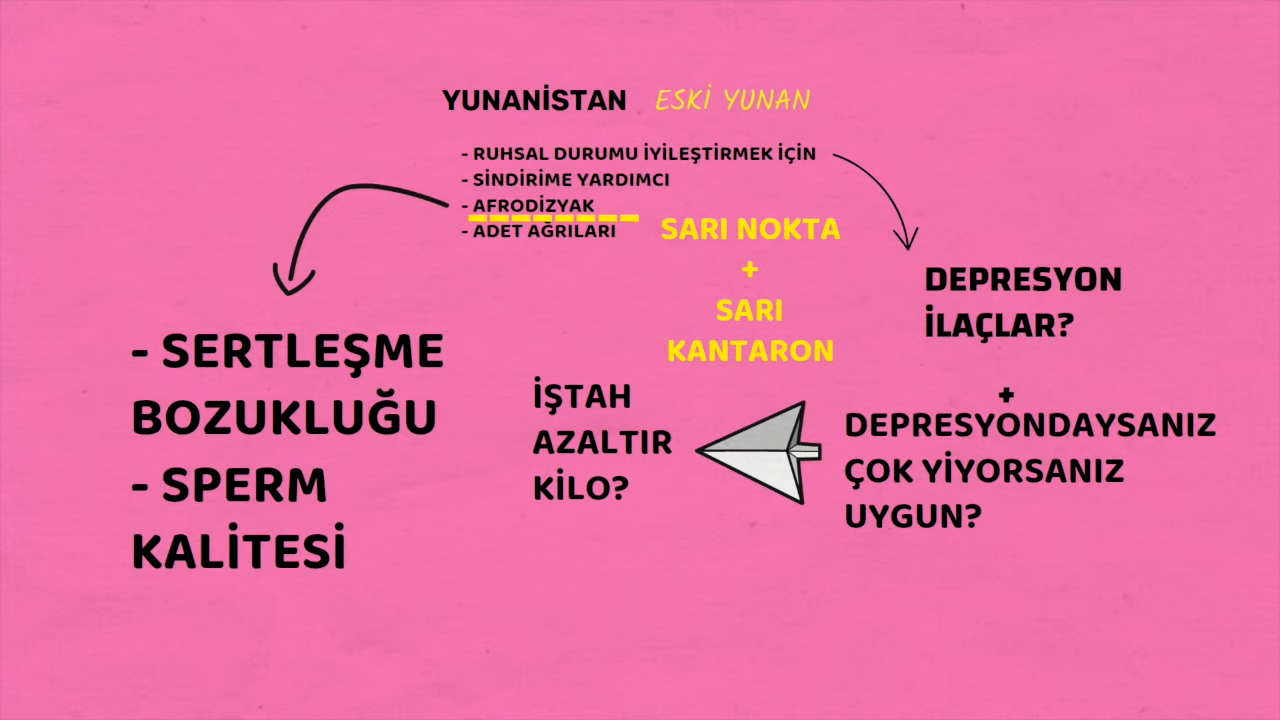 YUNANİSTAN ESKİ YUNAN
- RUHSAL DURUMU İYİLEŞTİRMEK İÇİN
- SİNDİRİME YARDIMCI
- AFRODİZYAK
- ADET AĞRILARI
SARI NOKTA
+
SARI
KANTARON
DEPRESYON
İLAÇLAR?
+
DEPRESYONDAYSANIZ
ÇOK YİYORSANIZ
UYGUN?
İŞTAH
AZALTIR
KİLO?
- SERTLEŞME
BOZUKLUĞU
- SPERM
KALİTESİ